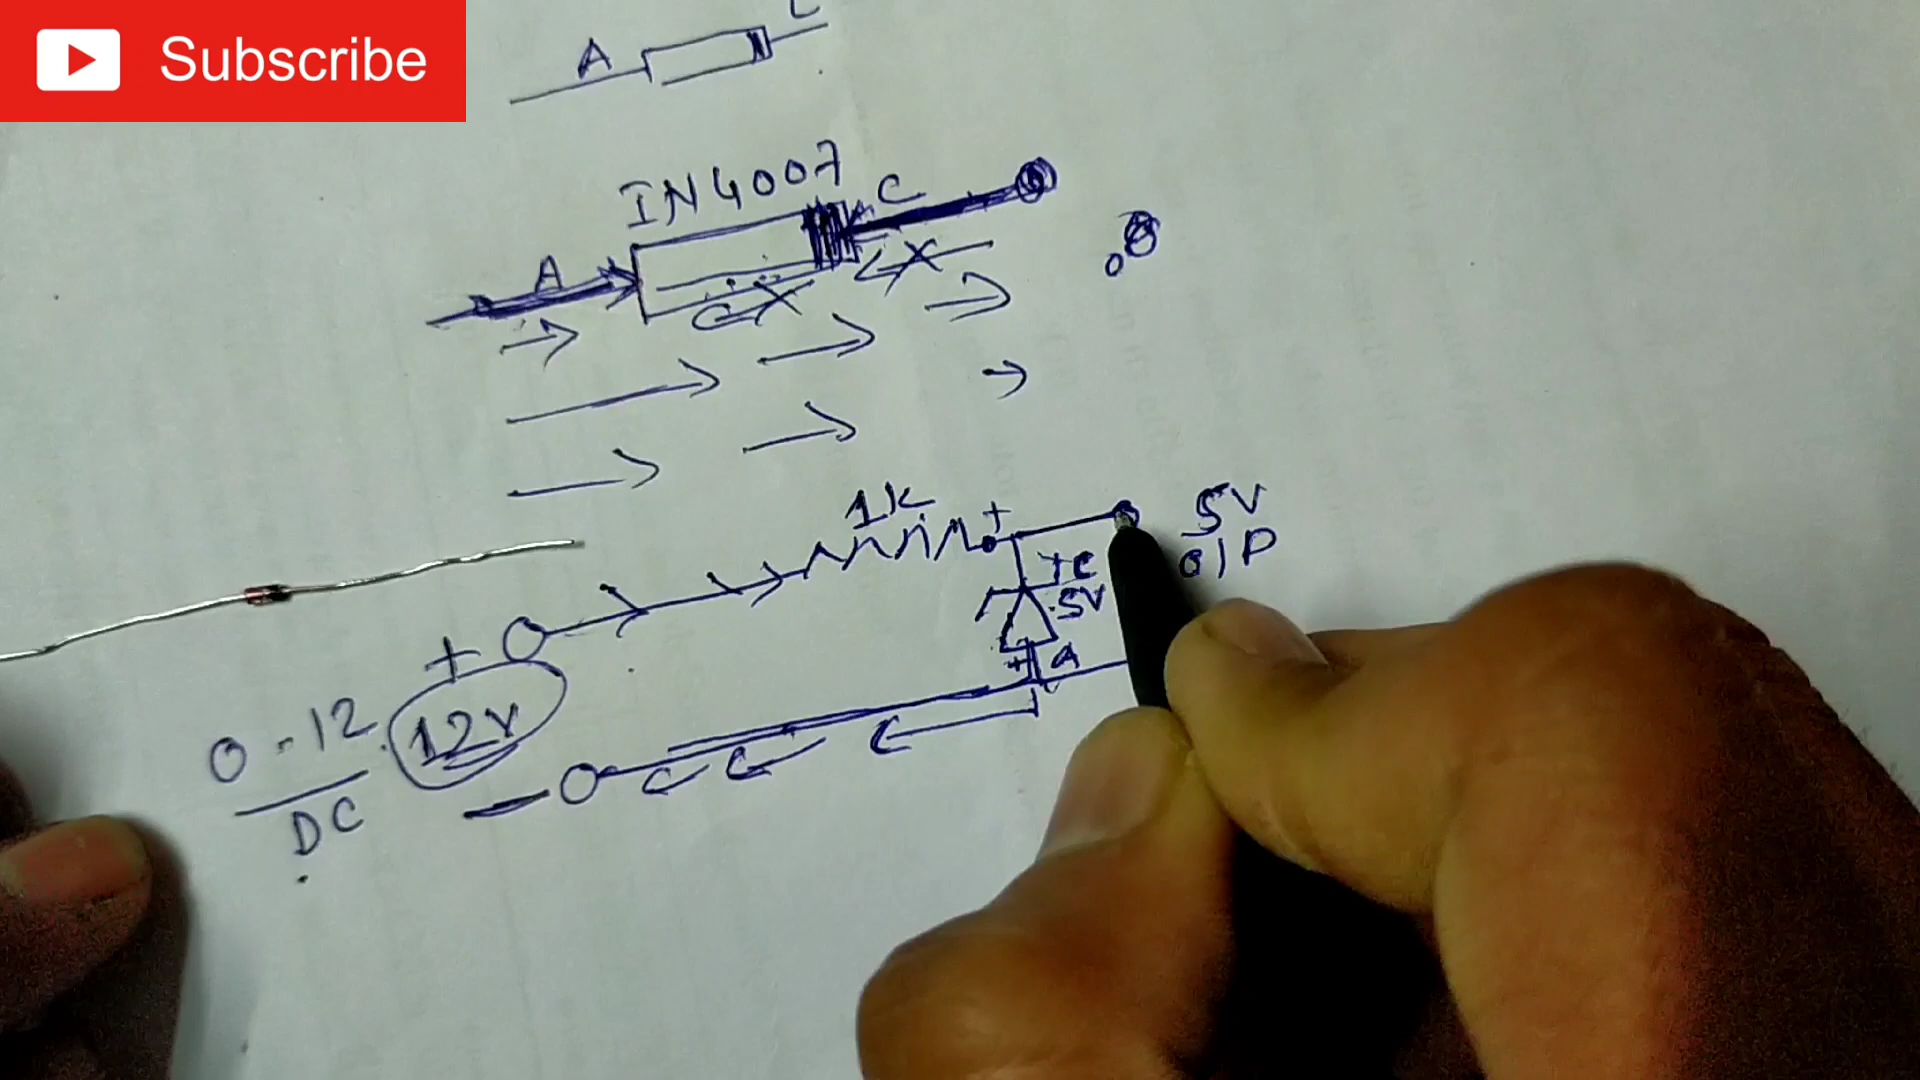 Subscribe
A
IN4007
A
C
1K
+
5V
O/P
+C
5V
+
0-12
12V
+ A
DC